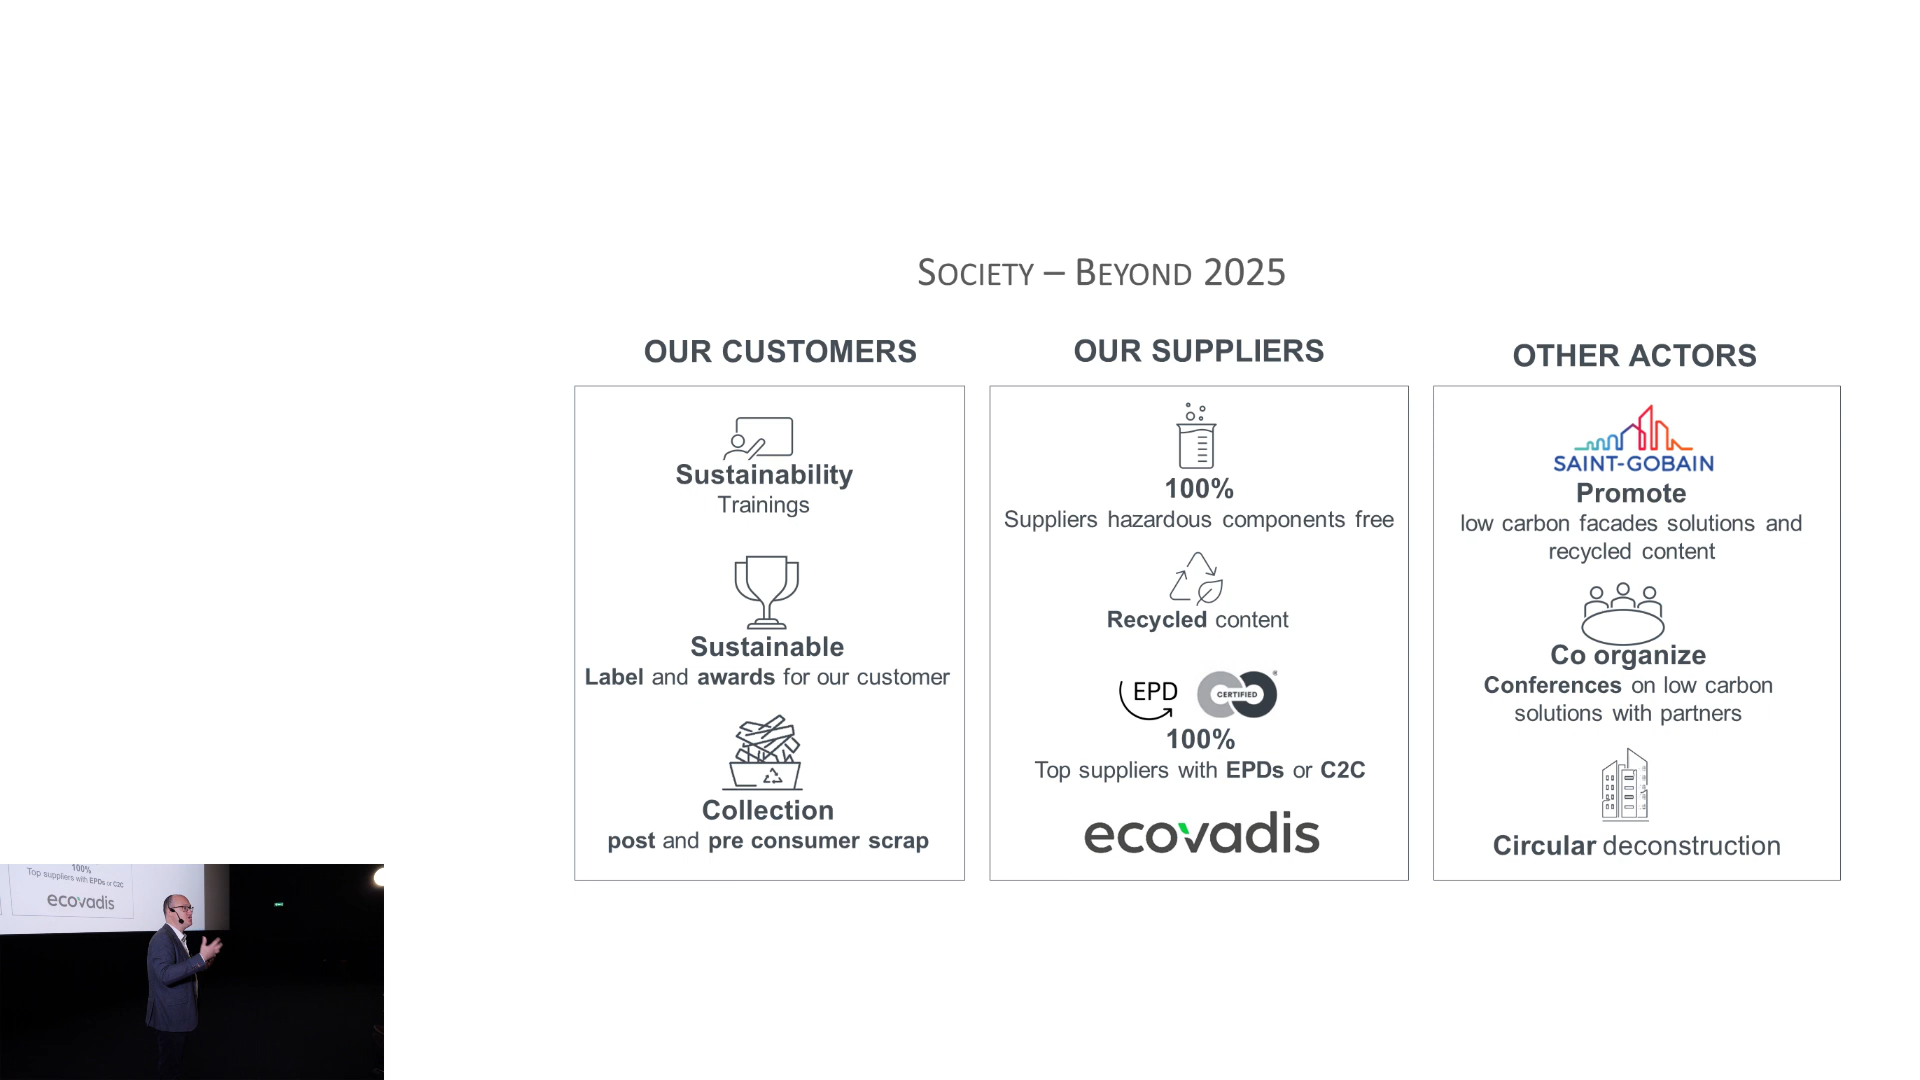 SOCIETY – BEYOND 2025
OUR CUSTOMERS
Sustainability
Trainings
Sustainable
Label and awards for our customer
Collection
post and pre consumer scrap
OUR SUPPLIERS
100%
Suppliers hazardous components free
Recycled content
EPD
CERTIFIED
100%
Top suppliers with EPDs or C2C
ecovadis
OTHER ACTORS
SAINT-GOBAIN
Promote
low carbon facades solutions and
recycled content
Co organize
Conferences on low carbon
solutions with partners
Circular deconstruction
100%
Top suppliers with EPDs or C2C
ecovadis